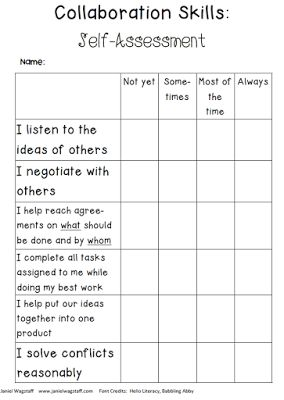 Collaboration Skills:
Self-Assessment
Name:
Not yet
Some-
times
Most of
the
time
Always
I listen to the
ideas of others
I negotiate with
others
I help reach agree-
ments on what should
be done and by whom
I complete all tasks
assigned to me while
doing my best work
I help put our ideas
together into one
product
I solve conflicts
reasonably
Janiel Wagstaff www.janielwagstaff.com Font Credits: Hello Literacy, Babbling Abby